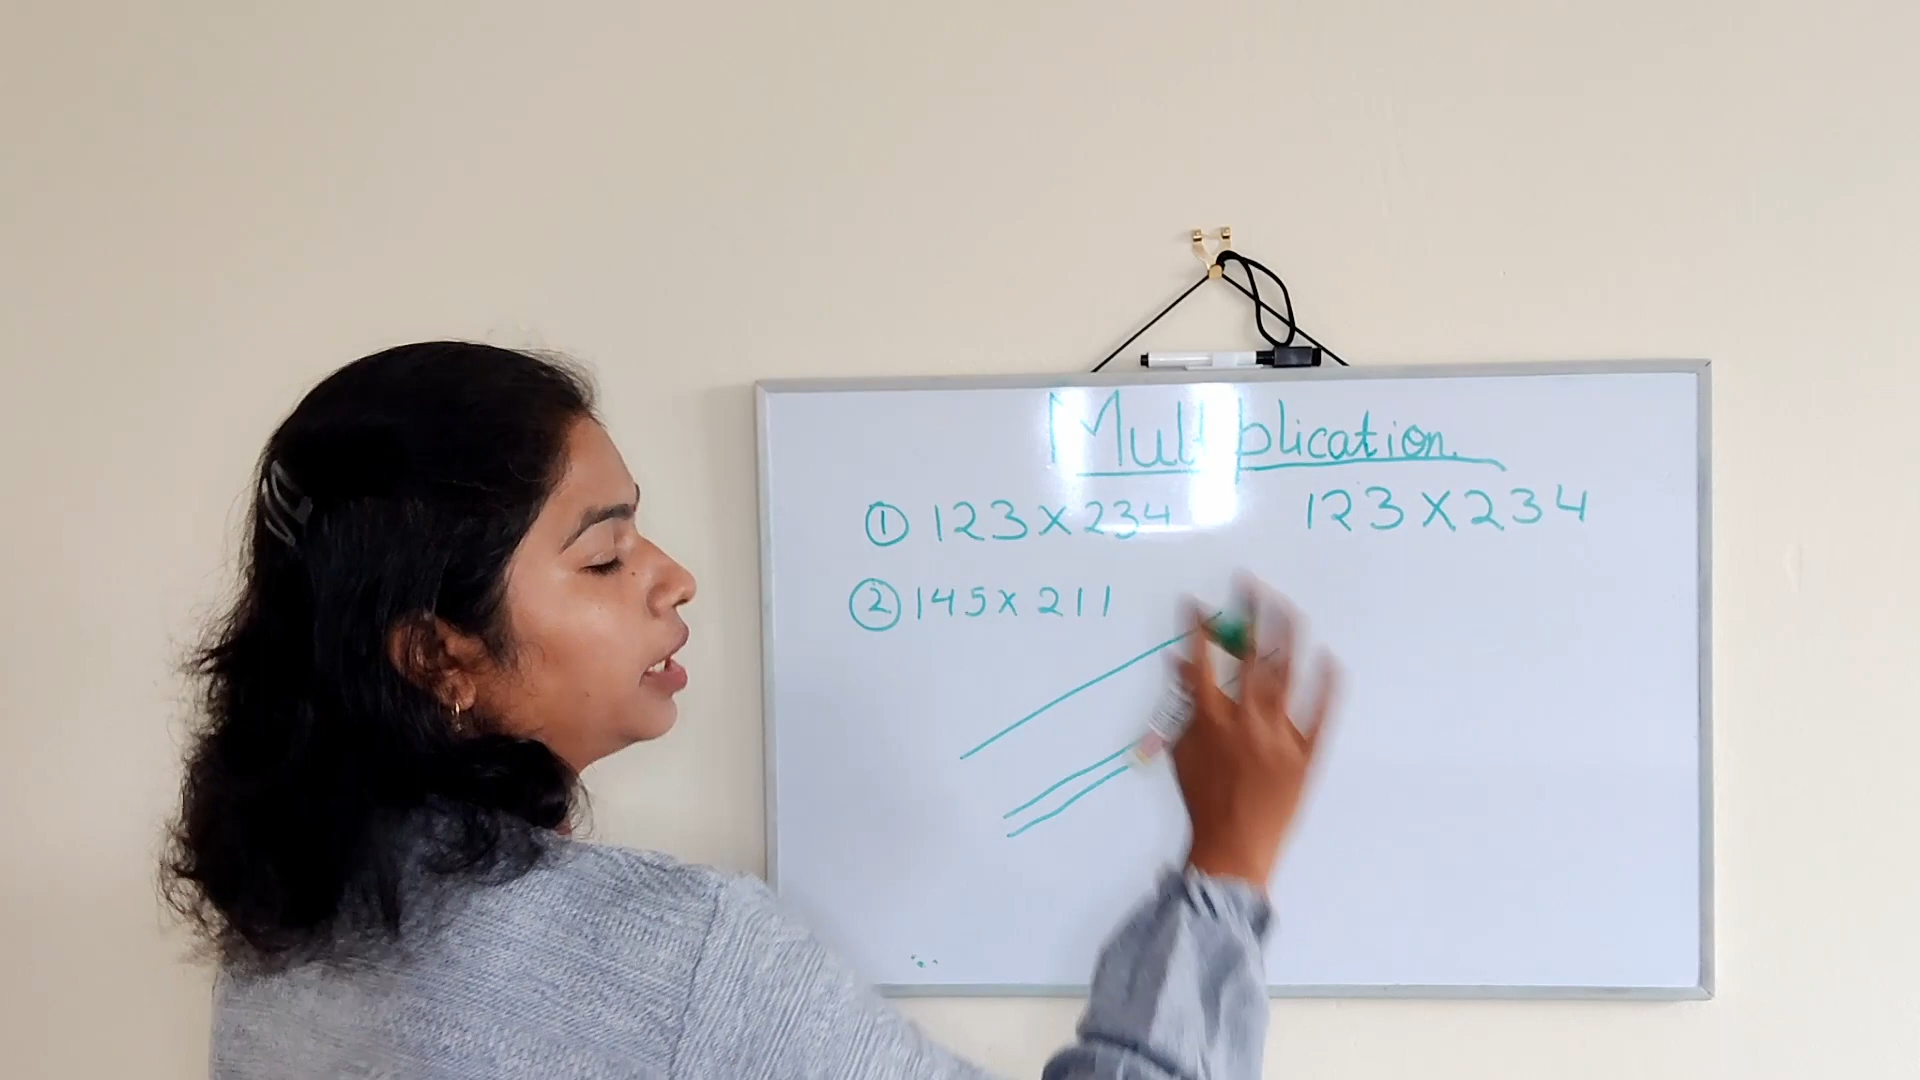 Multiplication.
① 123 x 234
123 x 234
② 145 x 211